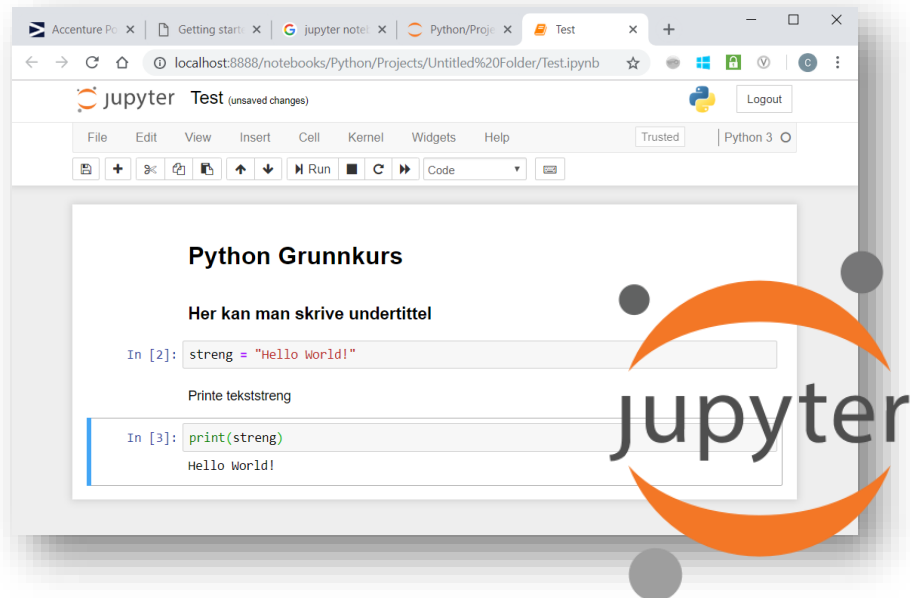 Accenture Po
Getting starte
jupyter noteb
Python/Proje
Test
localhost:8888/notebooks/Python/Projects/Untitled%20Folder/Test.ipynb
C
jupyter Test (unsaved changes)
Logout
File Edit View Insert Cell Kernel Widgets Help Trusted Python 3
Run Code
Python Grunnkurs
Her kan man skrive undertittel
In [2]: streng = "Hello World!"
Printe tekststreng
In [3]: print(streng)
Hello World!
jupyter